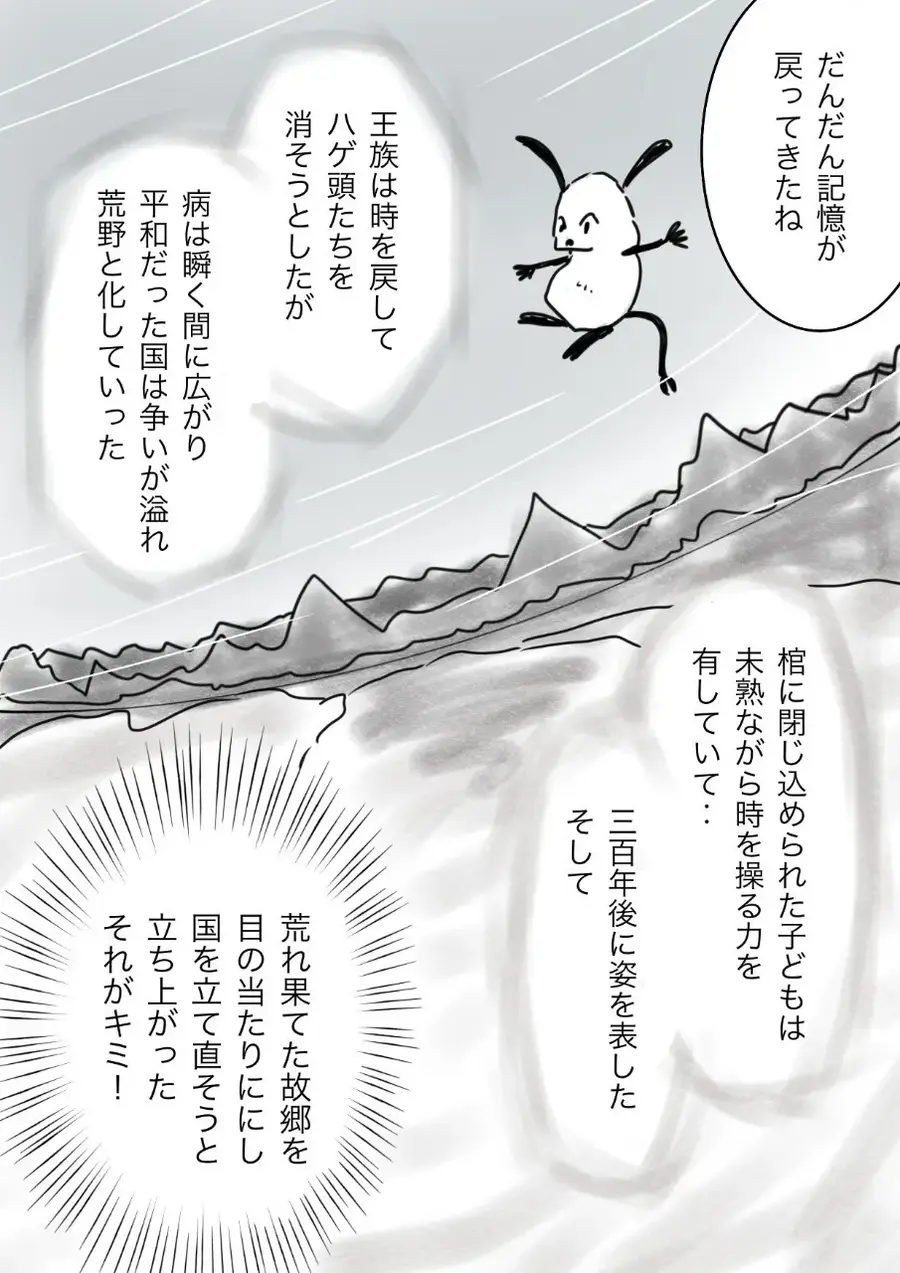 だんだん記憶が
戻ってきたね
王族は時を戻して
ハゲ頭たちを
消そうとしたが
病は瞬く間に広がり
平和だった国は争いが溢れ
荒野と化していった
棺に閉じ込められた子どもは
未熟ながら時を操る力を
有していて‥
三百年後に姿を表した
そして
荒れ果てた故郷を
目の当たりににし
国を立て直そうと
立ち上がった
それがキミ！